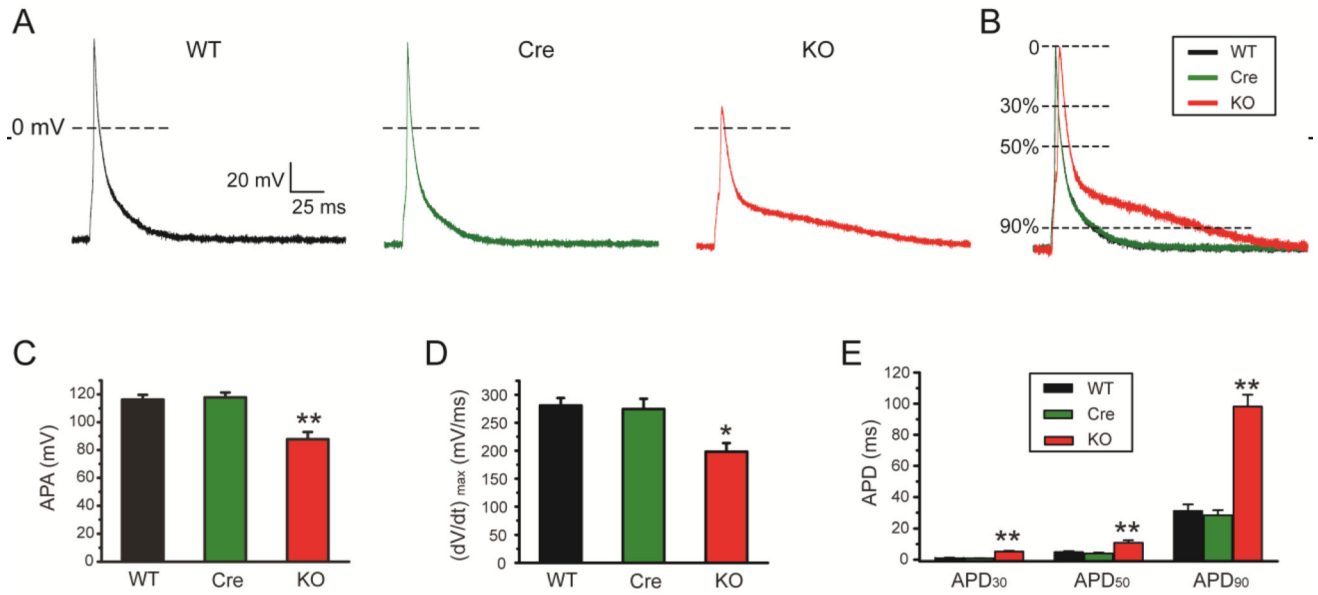 A
WT
Cre
KO
0 mV
20 mV
25 ms
B
0
30%
50%
90%
WT
Cre
KO
C
APA (mV)
120
100
80
60
40
20
0
WT
Cre
KO
**
D
(dV/dt) max (mV/ms)
300
250
200
150
300
50
0
WT
Cre
KO
*
E
APD (ms)
120
100
80
60
40
20
0
WT
Cre
KO
**
**
**
APD30
APD50
APD90